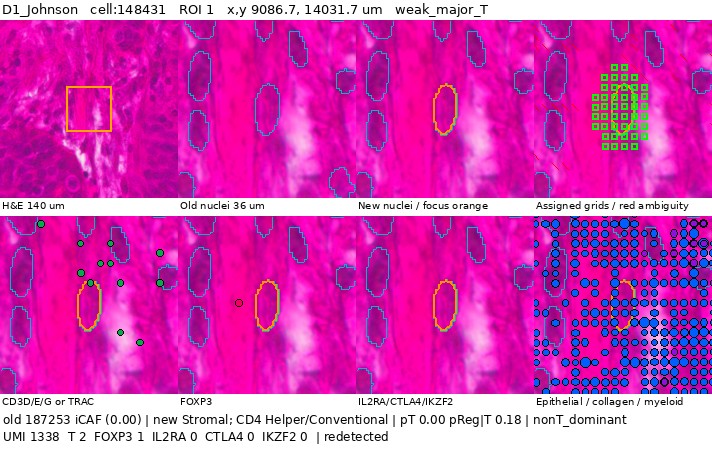 D1_Johnson cell:148431 ROI 1 x,y 9086.7, 14031.7 um weak_major_T
H&E 140 um
Old nuclei 36 um
New nuclei / focus orange
Assigned grids / red ambiguity
CD3D/E/G or TRAC
FOXP3
IL2RA/CTLA4/IKZF2
Epithelial / collagen / myeloid
old 187253 iCAF (0.00) | new Stromal; CD4 Helper/Conventional | pT 0.00 pReg|T 0.18 | nonT_dominant
UMI 1338 T 2 FOXP3 1 IL2RA 0 CTLA4 0 IKZF2 0 | redetected